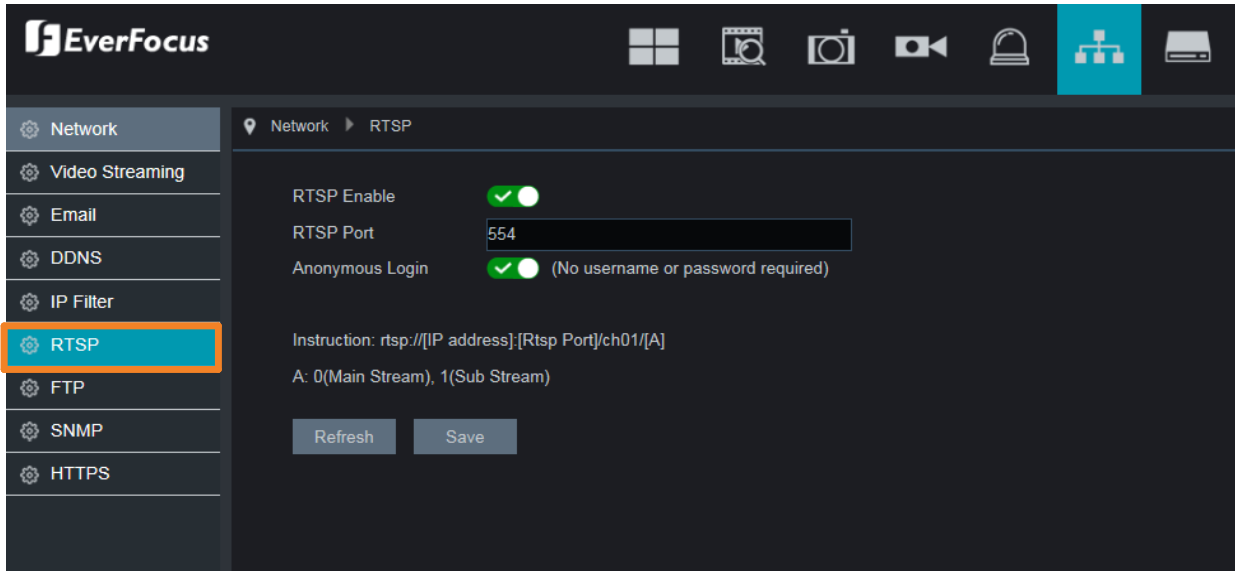 EverFocus
Network
Video Streaming
Email
DDNS
IP Filter
RTSP
FTP
SNMP
HTTPS
Network RTSP
RTSP Enable
RTSP Port 554
Anonymous Login (No username or password required)
Instruction: rtsp://[IP address]:[Rtsp Port]/ch01/[A]
A: 0(Main Stream), 1(Sub Stream)
Refresh Save